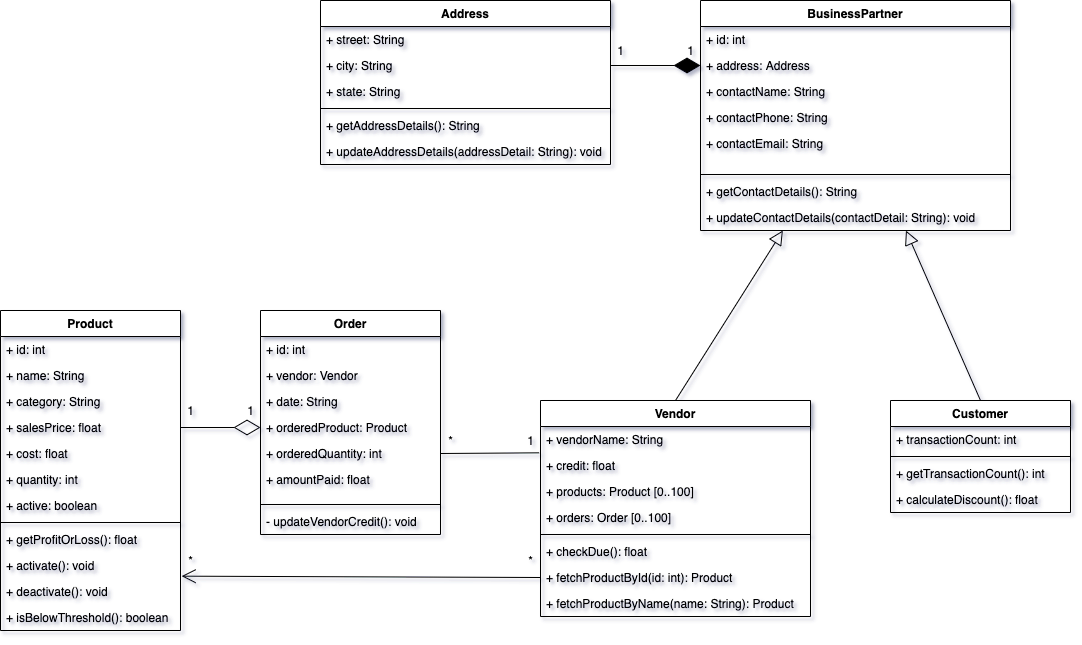 Address
+ street: String
+ city: String
+ state: String
+ getAddressDetails(): String
+ updateAddressDetails(addressDetail: String): void
1
1
BusinessPartner
+ id: int
+ address: Address
+ contactName: String
+ contactPhone: String
+ contactEmail: String
+ getContactDetails(): String
+ updateContactDetails(contactDetail: String): void
Product
+ id: int
+ name: String
+ category: String
+ salesPrice: float
+ cost: float
+ quantity: int
+ active: boolean
+ getProfitOrLoss(): float
+ activate(): void
+ deactivate(): void
+ isBelowThreshold(): boolean
1
1
Order
+ id: int
+ vendor: Vendor
+ date: String
+ orderedProduct: Product
+ orderedQuantity: int
+ amountPaid: float
- updateVendorCredit(): void
*
1
*
*
Vendor
+ vendorName: String
+ credit: float
+ products: Product [0..100]
+ orders: Order [0..100]
+ checkDue(): float
+ fetchProductById(id: int): Product
+ fetchProductByName(name: String): Product
Customer
+ transactionCount: int
+ getTransactionCount(): int
+ calculateDiscount(): float